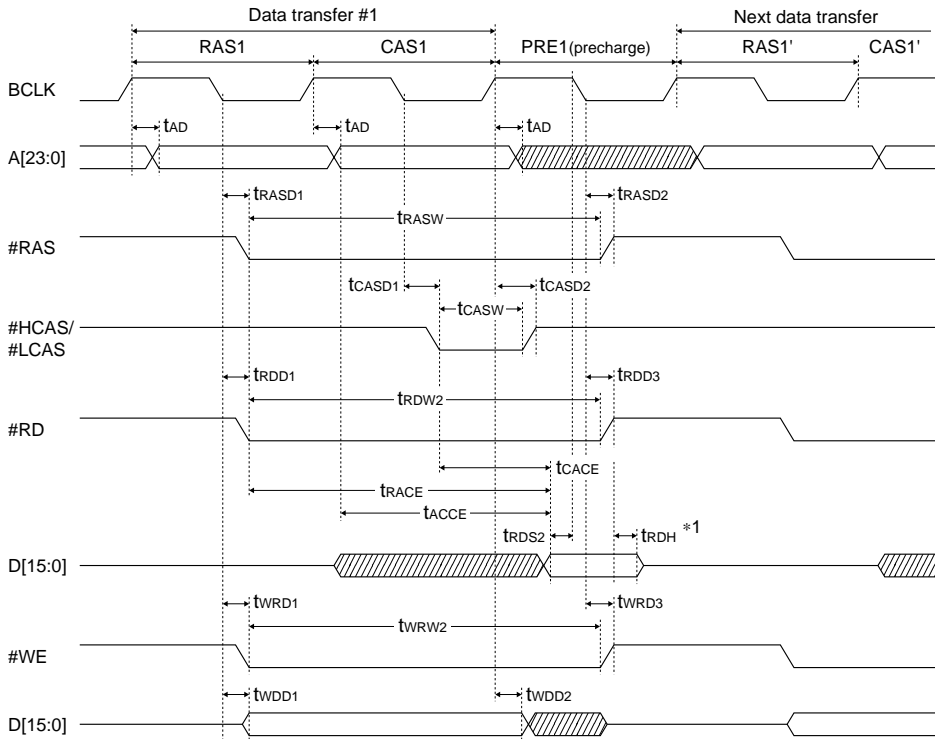 Data transfer #1 Next data transfer
RAS1 CAS1 PRE1(precharge) RAS1' CAS1'
BCLK
tAD tAD tAD
A[23:0]
tRASD1 tRASD2
tRASW
#RAS
tCASD1 tCASD2
tCASW
#HCAS/
#LCAS
tRDD1 tRDD3
tRDW2
#RD
tCACE
tRACE
tACCE
tRDS2 tRDH *1
D[15:0]
tWRD1 tWRD3
tWRW2
#WE
tWDD1 tWDD2
D[15:0]